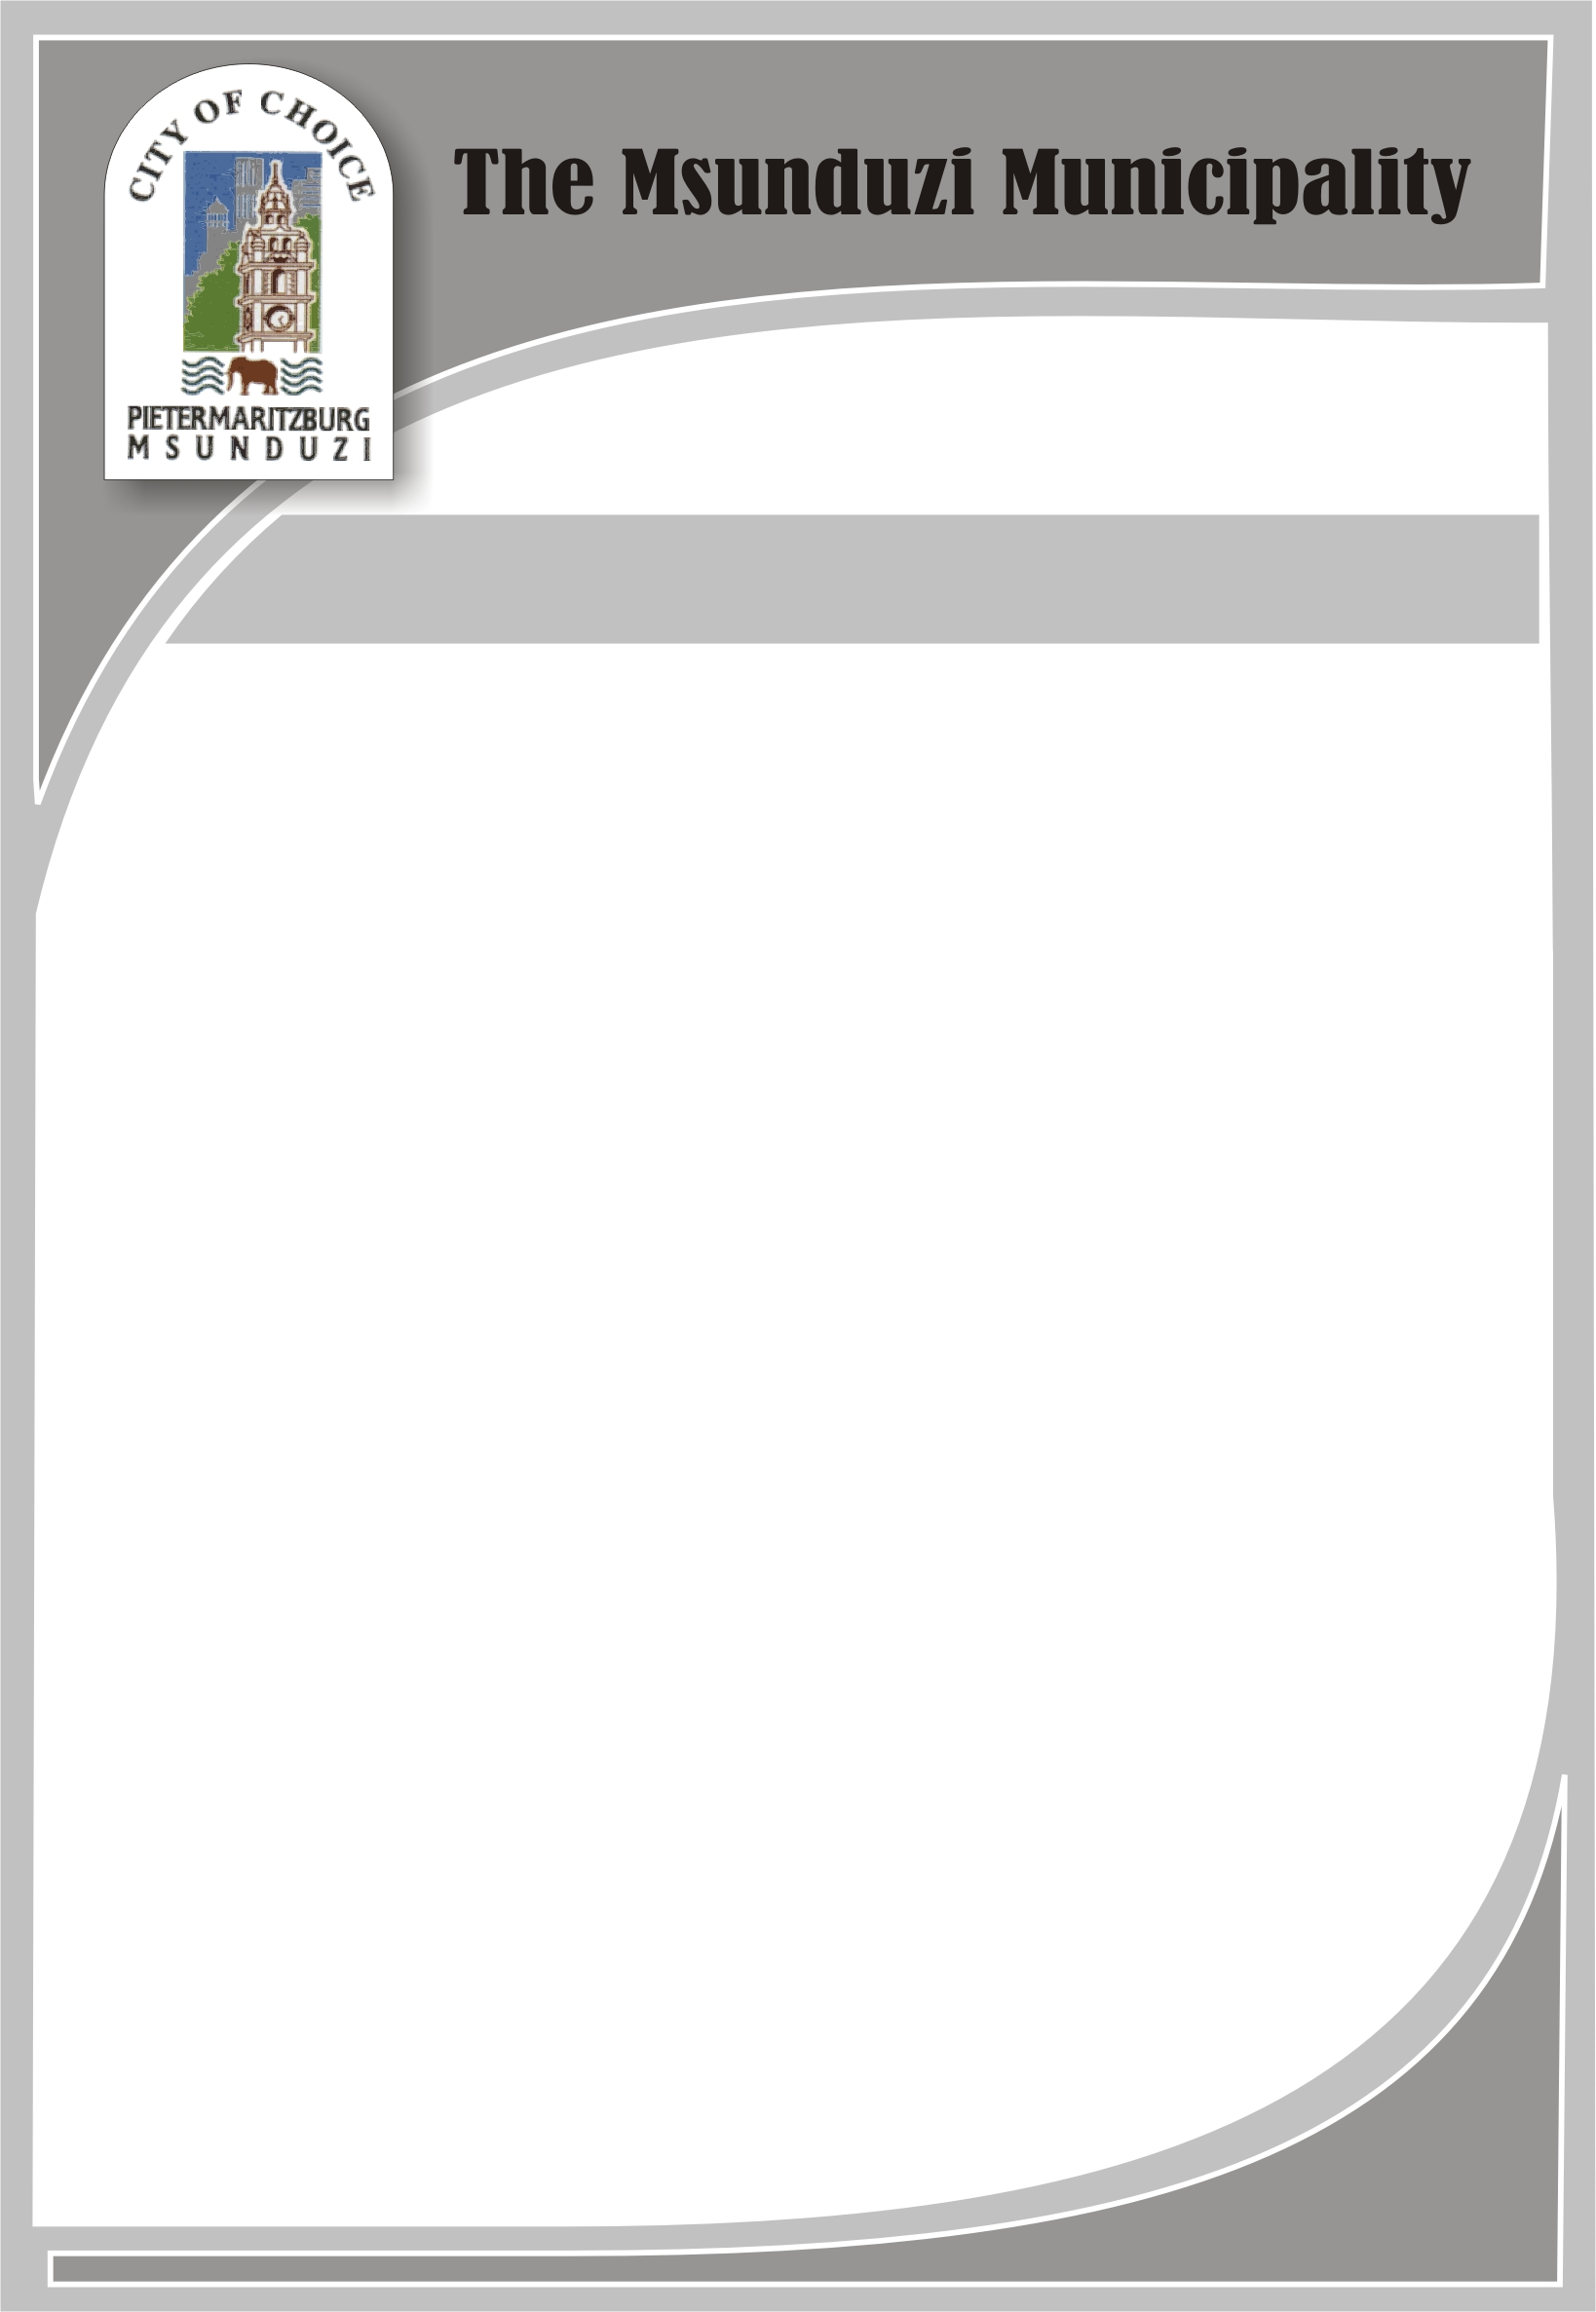 CITY OF CHOICE
The Msunduzi Municipality
PIETERMARITZBURG
MSUNDUZI